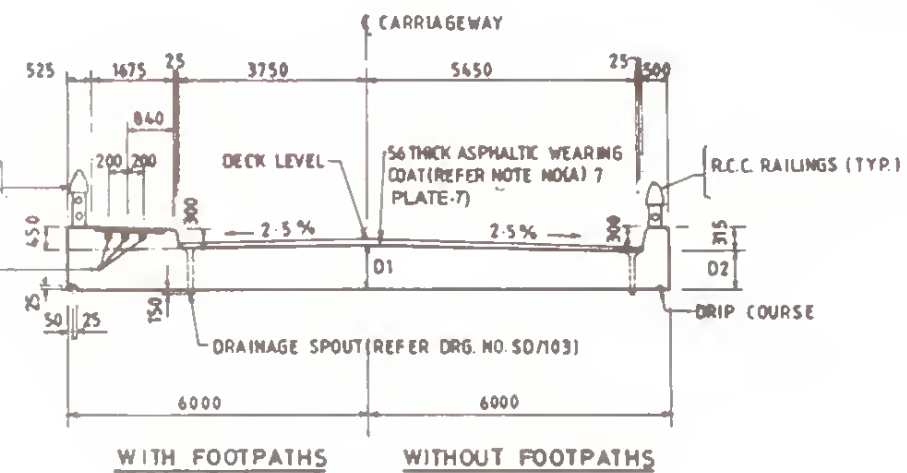 ℄ CARRIAGEWAY
525 1675 25 3750 5450 25 500
840
200 200
DECK LEVEL
56 THICK ASPHALTIC WEARING
COAT(REFER NOTE NO(A) 7
PLATE-7)
R.C.C. RAILINGS (TYP.)
450
300
2·5%
2·5%
300
315
D1
D2
25
50 25
150
DRIP COURSE
DRAINAGE SPOUT(REFER DRG. NO. SD/103)
6000 6000
WITH FOOTPATHS WITHOUT FOOTPATHS